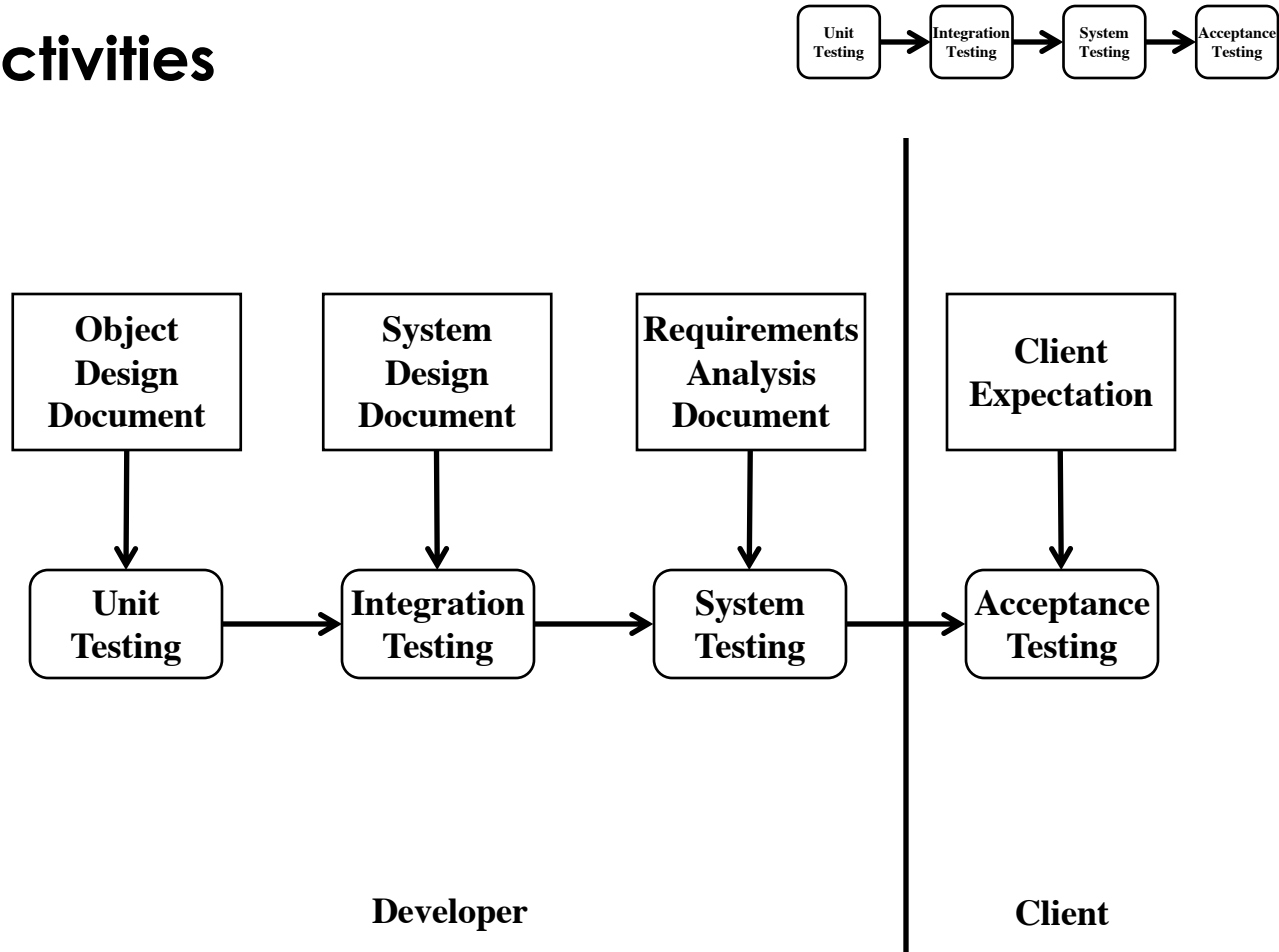 ctivities
Unit
Testing
Integration
Testing
System
Testing
Acceptance
Testing
Object
Design
Document
System
Design
Document
Requirements
Analysis
Document
Client
Expectation
Unit
Testing
Integration
Testing
System
Testing
Acceptance
Testing
Developer
Client